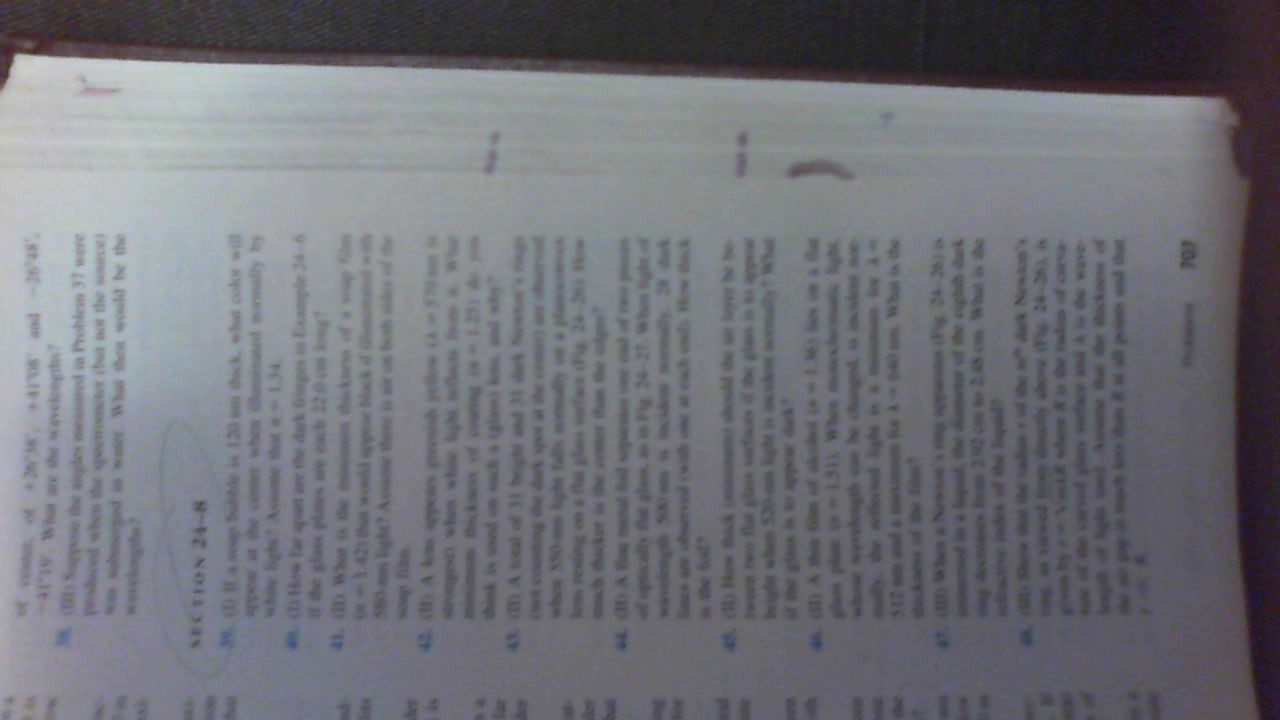 of center, of +26°38', +41°08' and −26°48',
−41°19'. What are the wavelengths?
38. (III) Suppose the angles measured in Problem 37 were
produced when the spectrometer (but not the source)
was submerged in water. What then would be the
wavelengths?
SECTION 24–8
39. (I) If a soap bubble is 120 nm thick, what color will
appear at the center when illuminated normally by
white light? Assume that n = 1.34.
40. (I) How far apart are the dark fringes in Example 24–6
if the glass plates are each 22.0 cm long?
41. (II) What is the minimum thickness of a soap film
(n = 1.42) that would appear black if illuminated with
580-nm light? Assume there is air on both sides of the
soap film.
42. (II) A lens appears greenish yellow (λ = 570 nm is
strongest) when white light reflects from it. What
minimum thickness of coating (n = 1.25) do you
think is used on such a (glass) lens, and why?
43. (II) A total of 31 bright and 31 dark Newton's rings
(not counting the dark spot at the center) are observed
when 550-nm light falls normally on a planoconvex
lens resting on a flat glass surface (Fig. 24–26). How
much thicker is the center than the edges?
44. (II) A fine metal foil separates one end of two pieces
of optically flat glass, as in Fig. 24–27. When light of
wavelength 500 nm is incident normally, 28 dark
lines are observed (with one at each end). How thick
is the foil?
45. (II) How thick (minimum) should the air layer be be-
tween two flat glass surfaces if the glass is to appear
bright when 520-nm light is incident normally? What
if the glass is to appear dark?
46. (II) A thin film of alcohol (n = 1.36) lies on a flat
glass plate (n = 1.51). When monochromatic light,
whose wavelength can be changed, is incident nor-
mally, the reflected light is a minimum for λ =
512 nm and a maximum for λ = 640 nm. What is the
thickness of the film?
47. (III) When a Newton's ring apparatus (Fig. 24–26) is
immersed in a liquid, the diameter of the eighth dark
ring decreases from 2.92 cm to 2.48 cm. What is the
refractive index of the liquid?
48. (III) Show that the radius r of the mth dark Newton's
ring, as viewed from directly above (Fig. 24–26), is
given by r = √mλR where R is the radius of curva-
ture of the curved glass surface and λ is the wave-
length of light used. Assume that the thickness of
the air gap is much less than R at all points and that
r ≪ R.
Problems 707